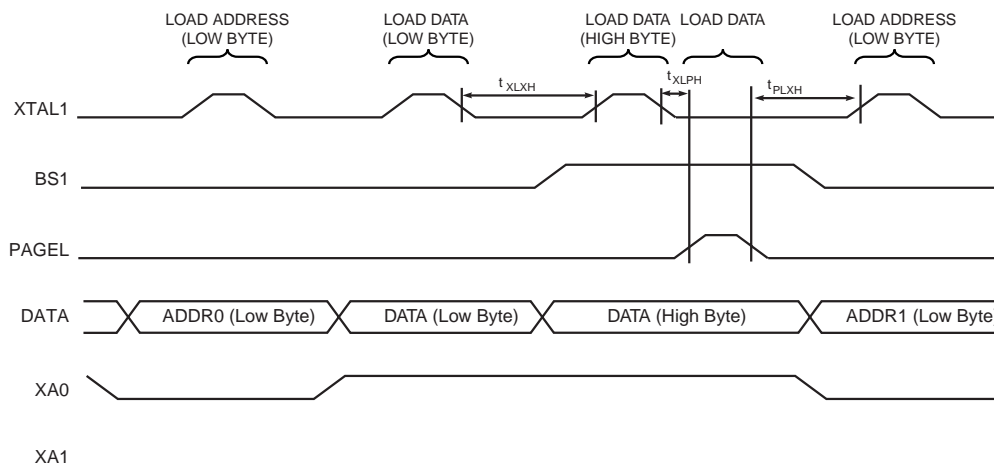 LOAD ADDRESS
(LOW BYTE)
LOAD DATA
(LOW BYTE)
LOAD DATA
(HIGH BYTE)
LOAD DATA
LOAD ADDRESS
(LOW BYTE)
XTAL1
t XLXH
t XLPH
t PLXH
BS1
PAGEL
DATA
ADDR0 (Low Byte)
DATA (Low Byte)
DATA (High Byte)
ADDR1 (Low Byte
XA0
XA1